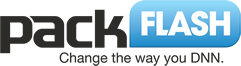 pack FLASH
Change the way you DNN.